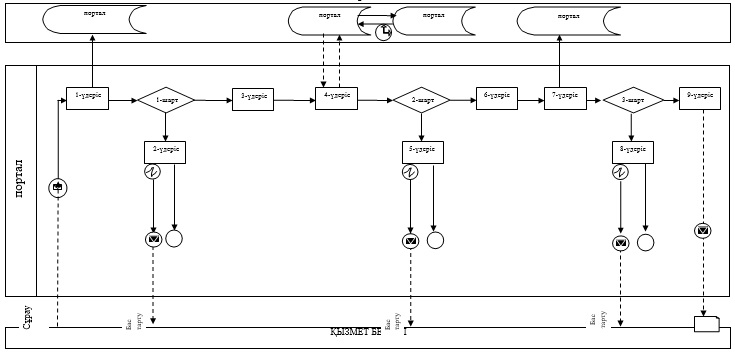 портал
портал
портал
портал
1-үдеріс
1-шарт
3-үдеріс
4-үдеріс
2-шарт
6-үдеріс
7-үдеріс
3-шарт
9-үдеріс
2-үдеріс
5-үдеріс
8-үдеріс
портал
Сұрау
Бас
тарту
Бас
тарту
Бас
тарту
ҚЫЗМЕТ